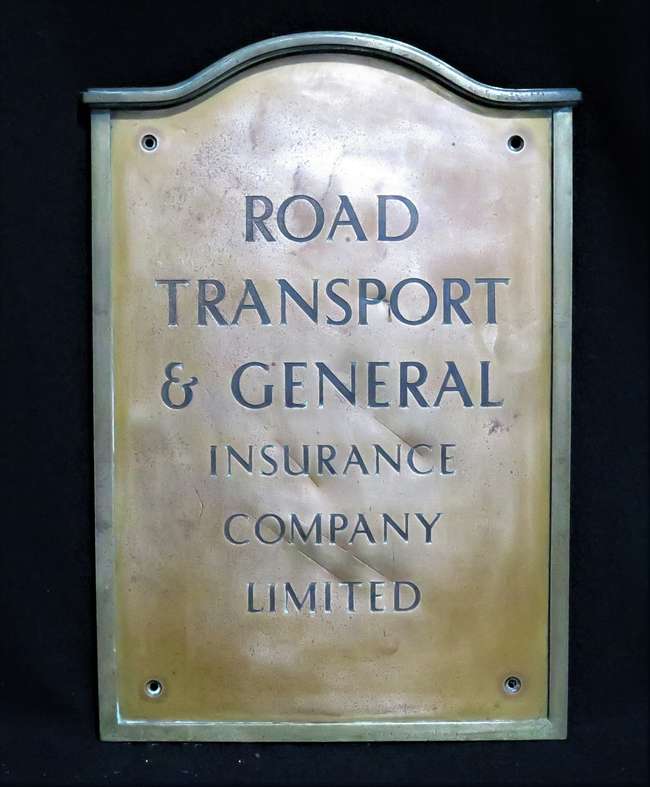 ROAD
TRANSPORT
& GENERAL
INSURANCE
COMPANY
LIMITED